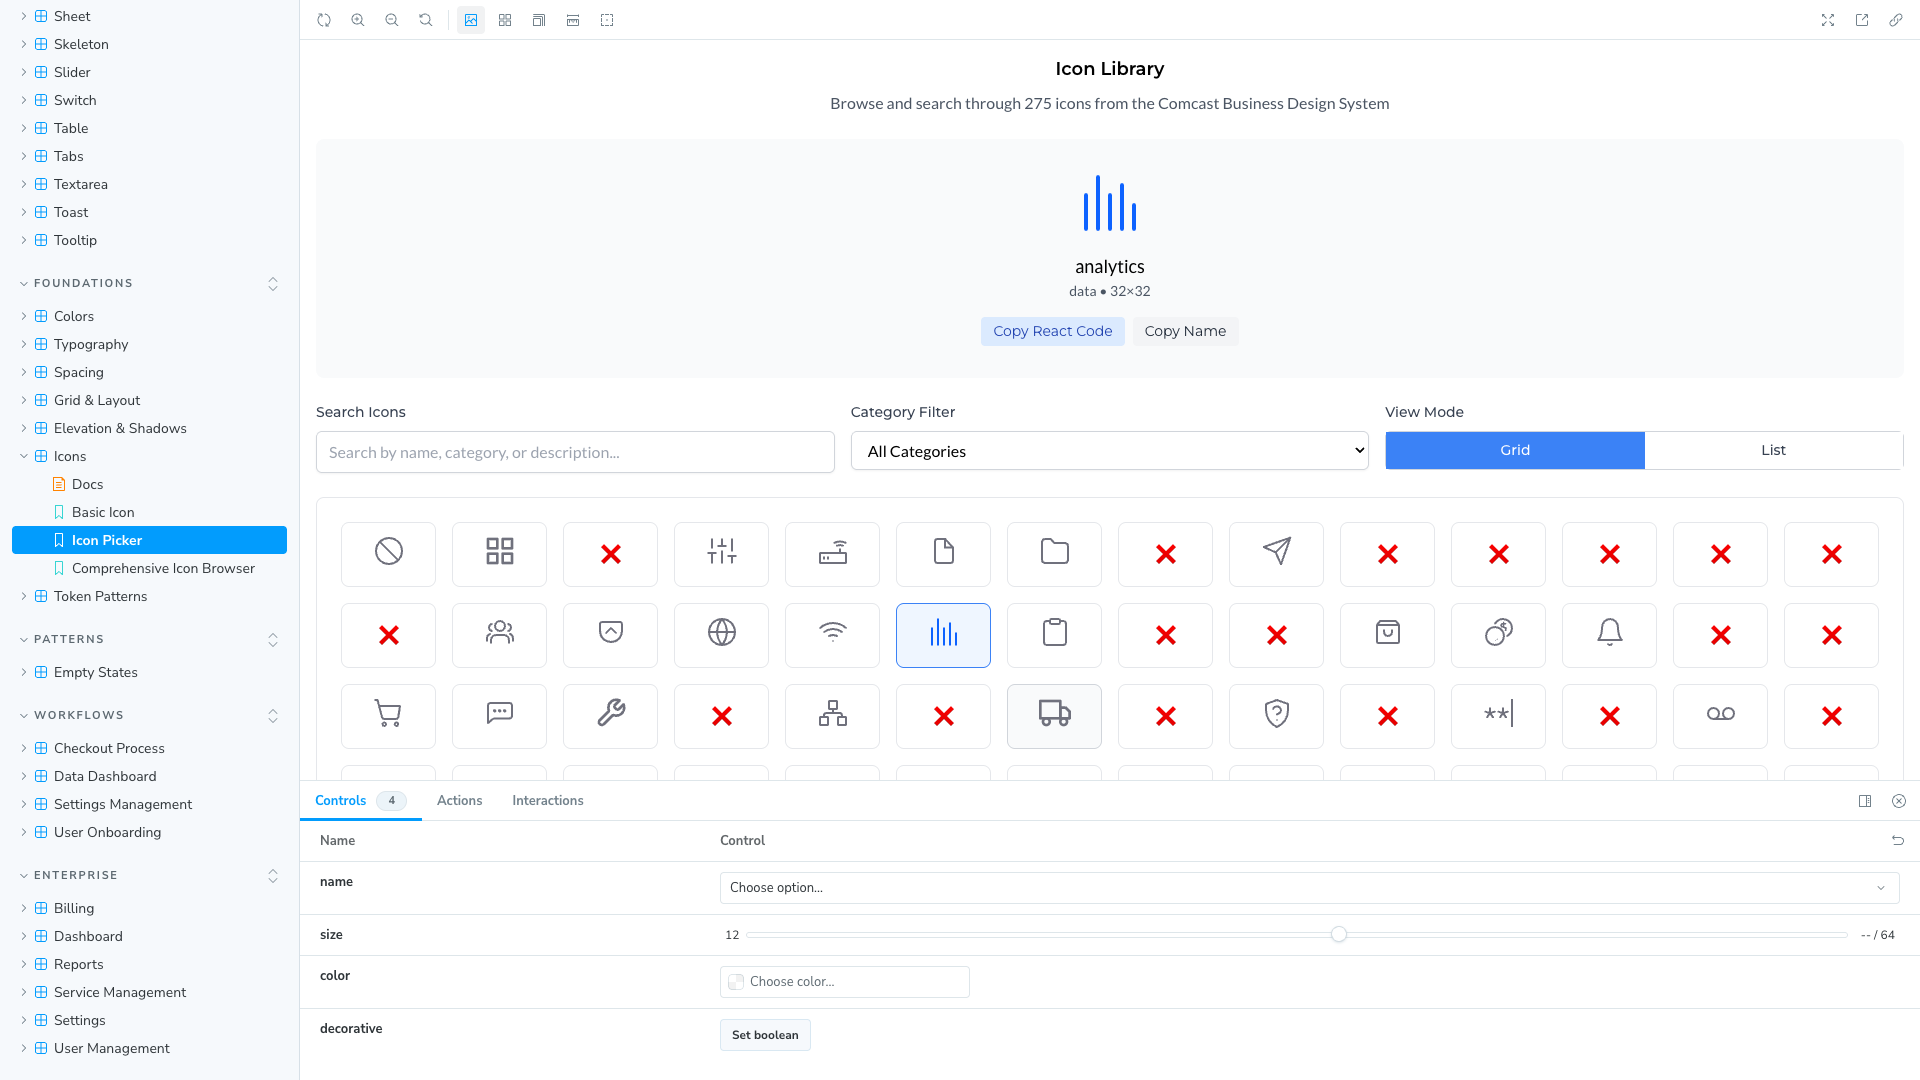 Sheet
Skeleton
Slider
Switch
Table
Tabs
Textarea
Toast
Tooltip
FOUNDATIONS
Colors
Typography
Spacing
Grid & Layout
Elevation & Shadows
Icons
Docs
Basic Icon
Icon Picker
Comprehensive Icon Browser
Token Patterns
PATTERNS
Empty States
WORKFLOWS
Checkout Process
Data Dashboard
Settings Management
User Onboarding
ENTERPRISE
Billing
Dashboard
Reports
Service Management
Settings
User Management
Icon Library
Browse and search through 275 icons from the Comcast Business Design System
analytics
data • 32×32
Copy React Code Copy Name
Search Icons Category Filter View Mode
Search by name, category, or description... All Categories Grid List
**|
Controls 4 Actions Interactions
Name Control
name Choose option...
size 12 -- / 64
color Choose color...
decorative Set boolean